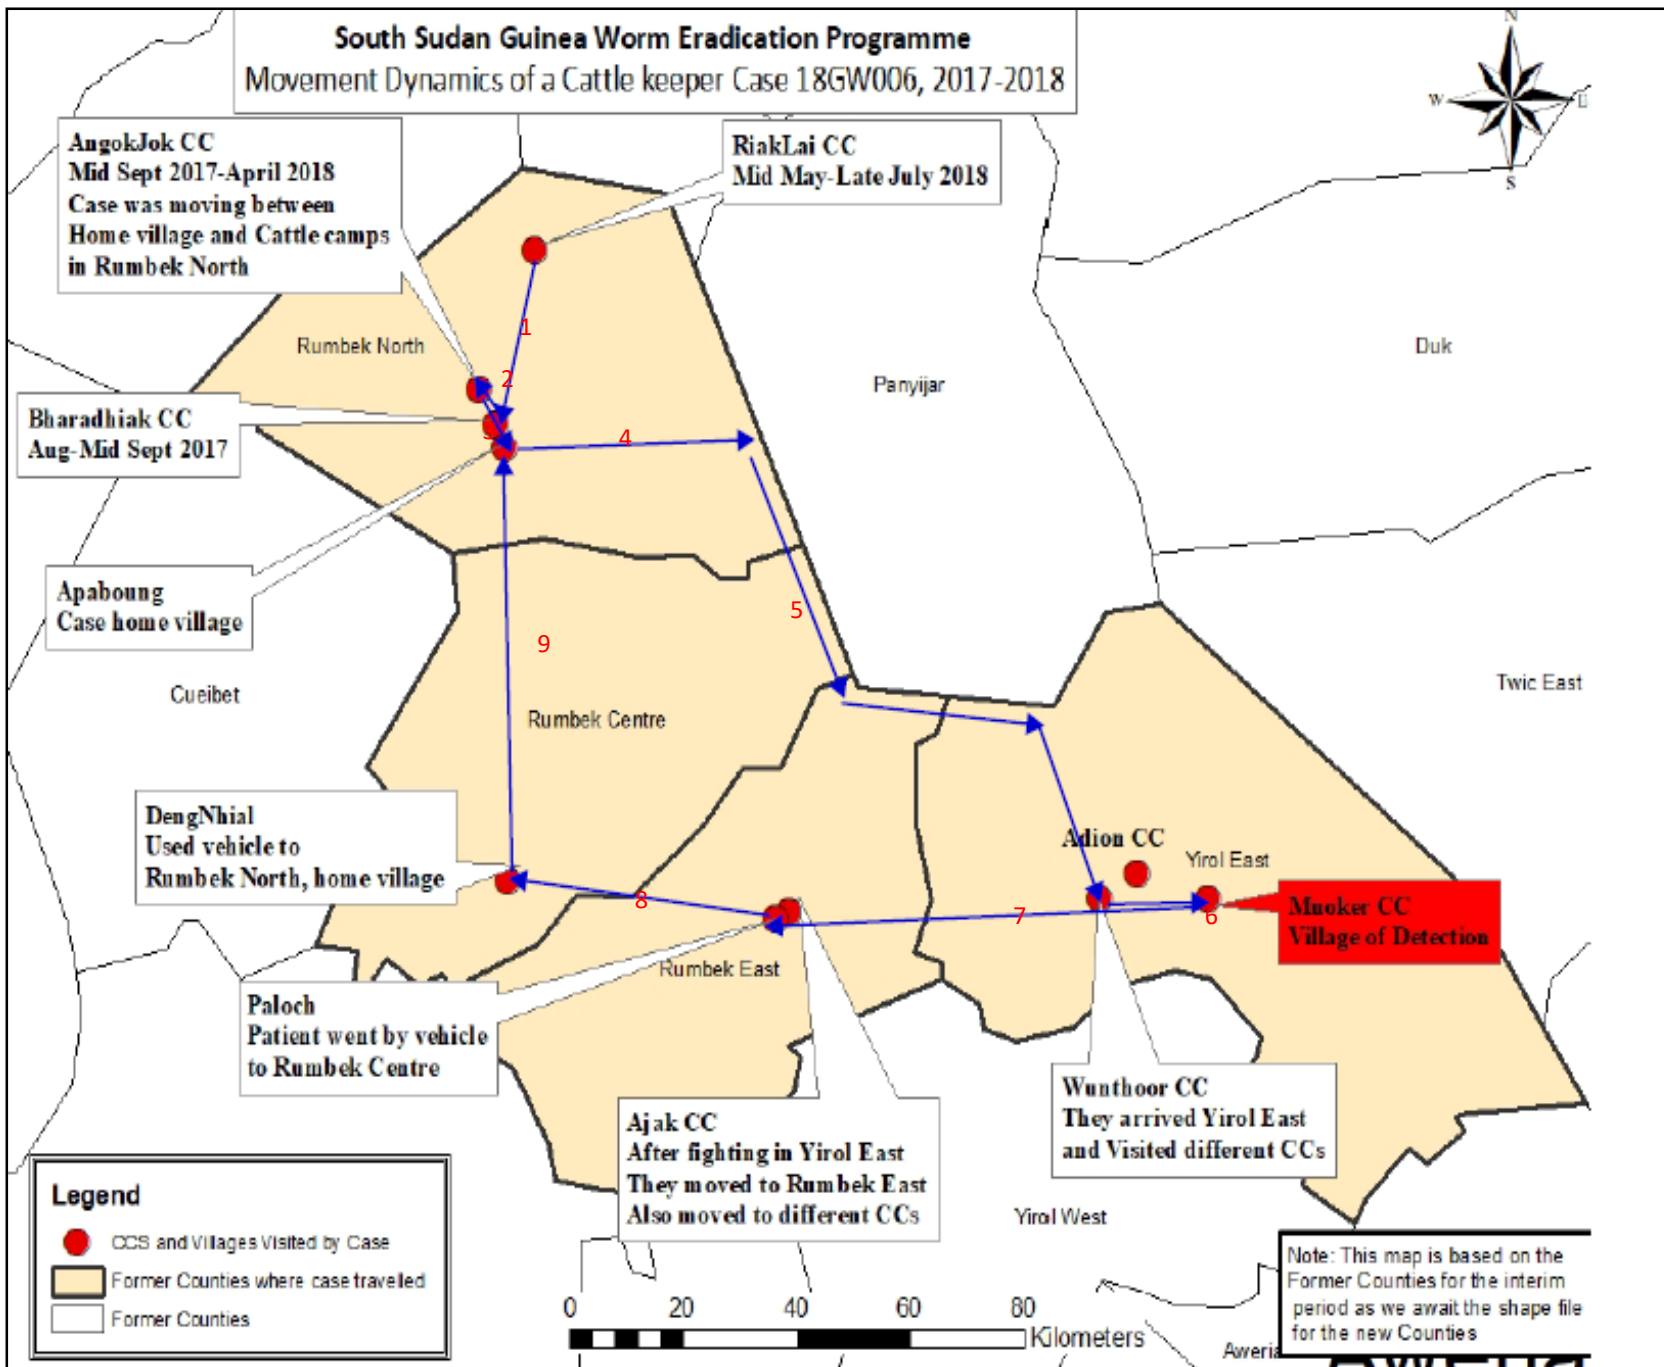 South Sudan Guinea Worm Eradication Programme
Movement Dynamics of a Cattle keeper Case 18GW006, 2017-2018
N
W
E
S
AngokJok CC
Mid Sept 2017-April 2018
Case was moving between
Home village and Cattle camps
in Rumbek North
RiakLai CC
Mid May-Late July 2018
1
Rumbek North
Duk
2
Panyijar
Bharadhiak CC
Aug-Mid Sept 2017
3
4
Apaboung
Case home village
5
9
Cueibet
Rumbek Centre
Twic East
DengNhial
Used vehicle to
Rumbek North, home village
Adion CC
Yirol East
8
7
6
Muoker CC
Village of Detection
Rumbek East
Paloch
Patient went by vehicle
to Rumbek Centre
Wunthoor CC
They arrived Yirol East
and Visited different CCs
Ajak CC
After fighting in Yirol East
They moved to Rumbek East
Also moved to different CCs
Yirol West
Legend
CCS and Villages Visited by Case
Former Counties where case travelled
Former Counties
0 20 40 60 80
Kilometers
Note: This map is based on the
Former Counties for the interim
period as we await the shape file
for the new Counties